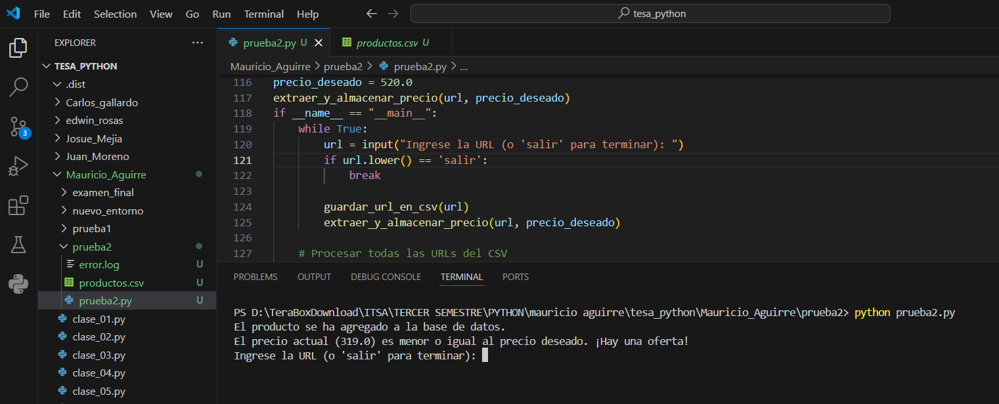 File Edit Selection View Go Run Terminal Help
tesa_python
EXPLORER
TESA_PYTHON
.dist
Carlos_gallardo
edwin_rosas
Josue_Mejia
Juan_Moreno
Mauricio_Aguirre
examen_final
nuevo_entorno
prueba1
prueba2
error.log U
productos.csv U
prueba2.py U
clase_01.py
clase_02.py
clase_03.py
clase_04.py
clase_05.py
3
prueba2.py U
productos.csv U
Mauricio_Aguirre > prueba2 > prueba2.py > ...
116 precio_deseado = 520.0
117 extraer_y_almacenar_precio(url, precio_deseado)
118 if __name__ == "__main__":
119 while True:
120 url = input("Ingrese la URL (o 'salir' para terminar): ")
121 if url.lower() == 'salir':
122 break
123
124 guardar_url_en_csv(url)
125 extraer_y_almacenar_precio(url, precio_deseado)
126
127 # Procesar todas las URLs del CSV
PROBLEMS OUTPUT DEBUG CONSOLE TERMINAL PORTS
PS D:\TeraBoxDownload\ITSA\TERCER SEMESTRE\PYTHON\mauricio aguirre\tesa_python\Mauricio_Aguirre\prueba2> python prueba2.py
El producto se ha agregado a la base de datos.
El precio actual (319.0) es menor o igual al precio deseado. ¡Hay una oferta!
Ingrese la URL (o 'salir' para terminar):